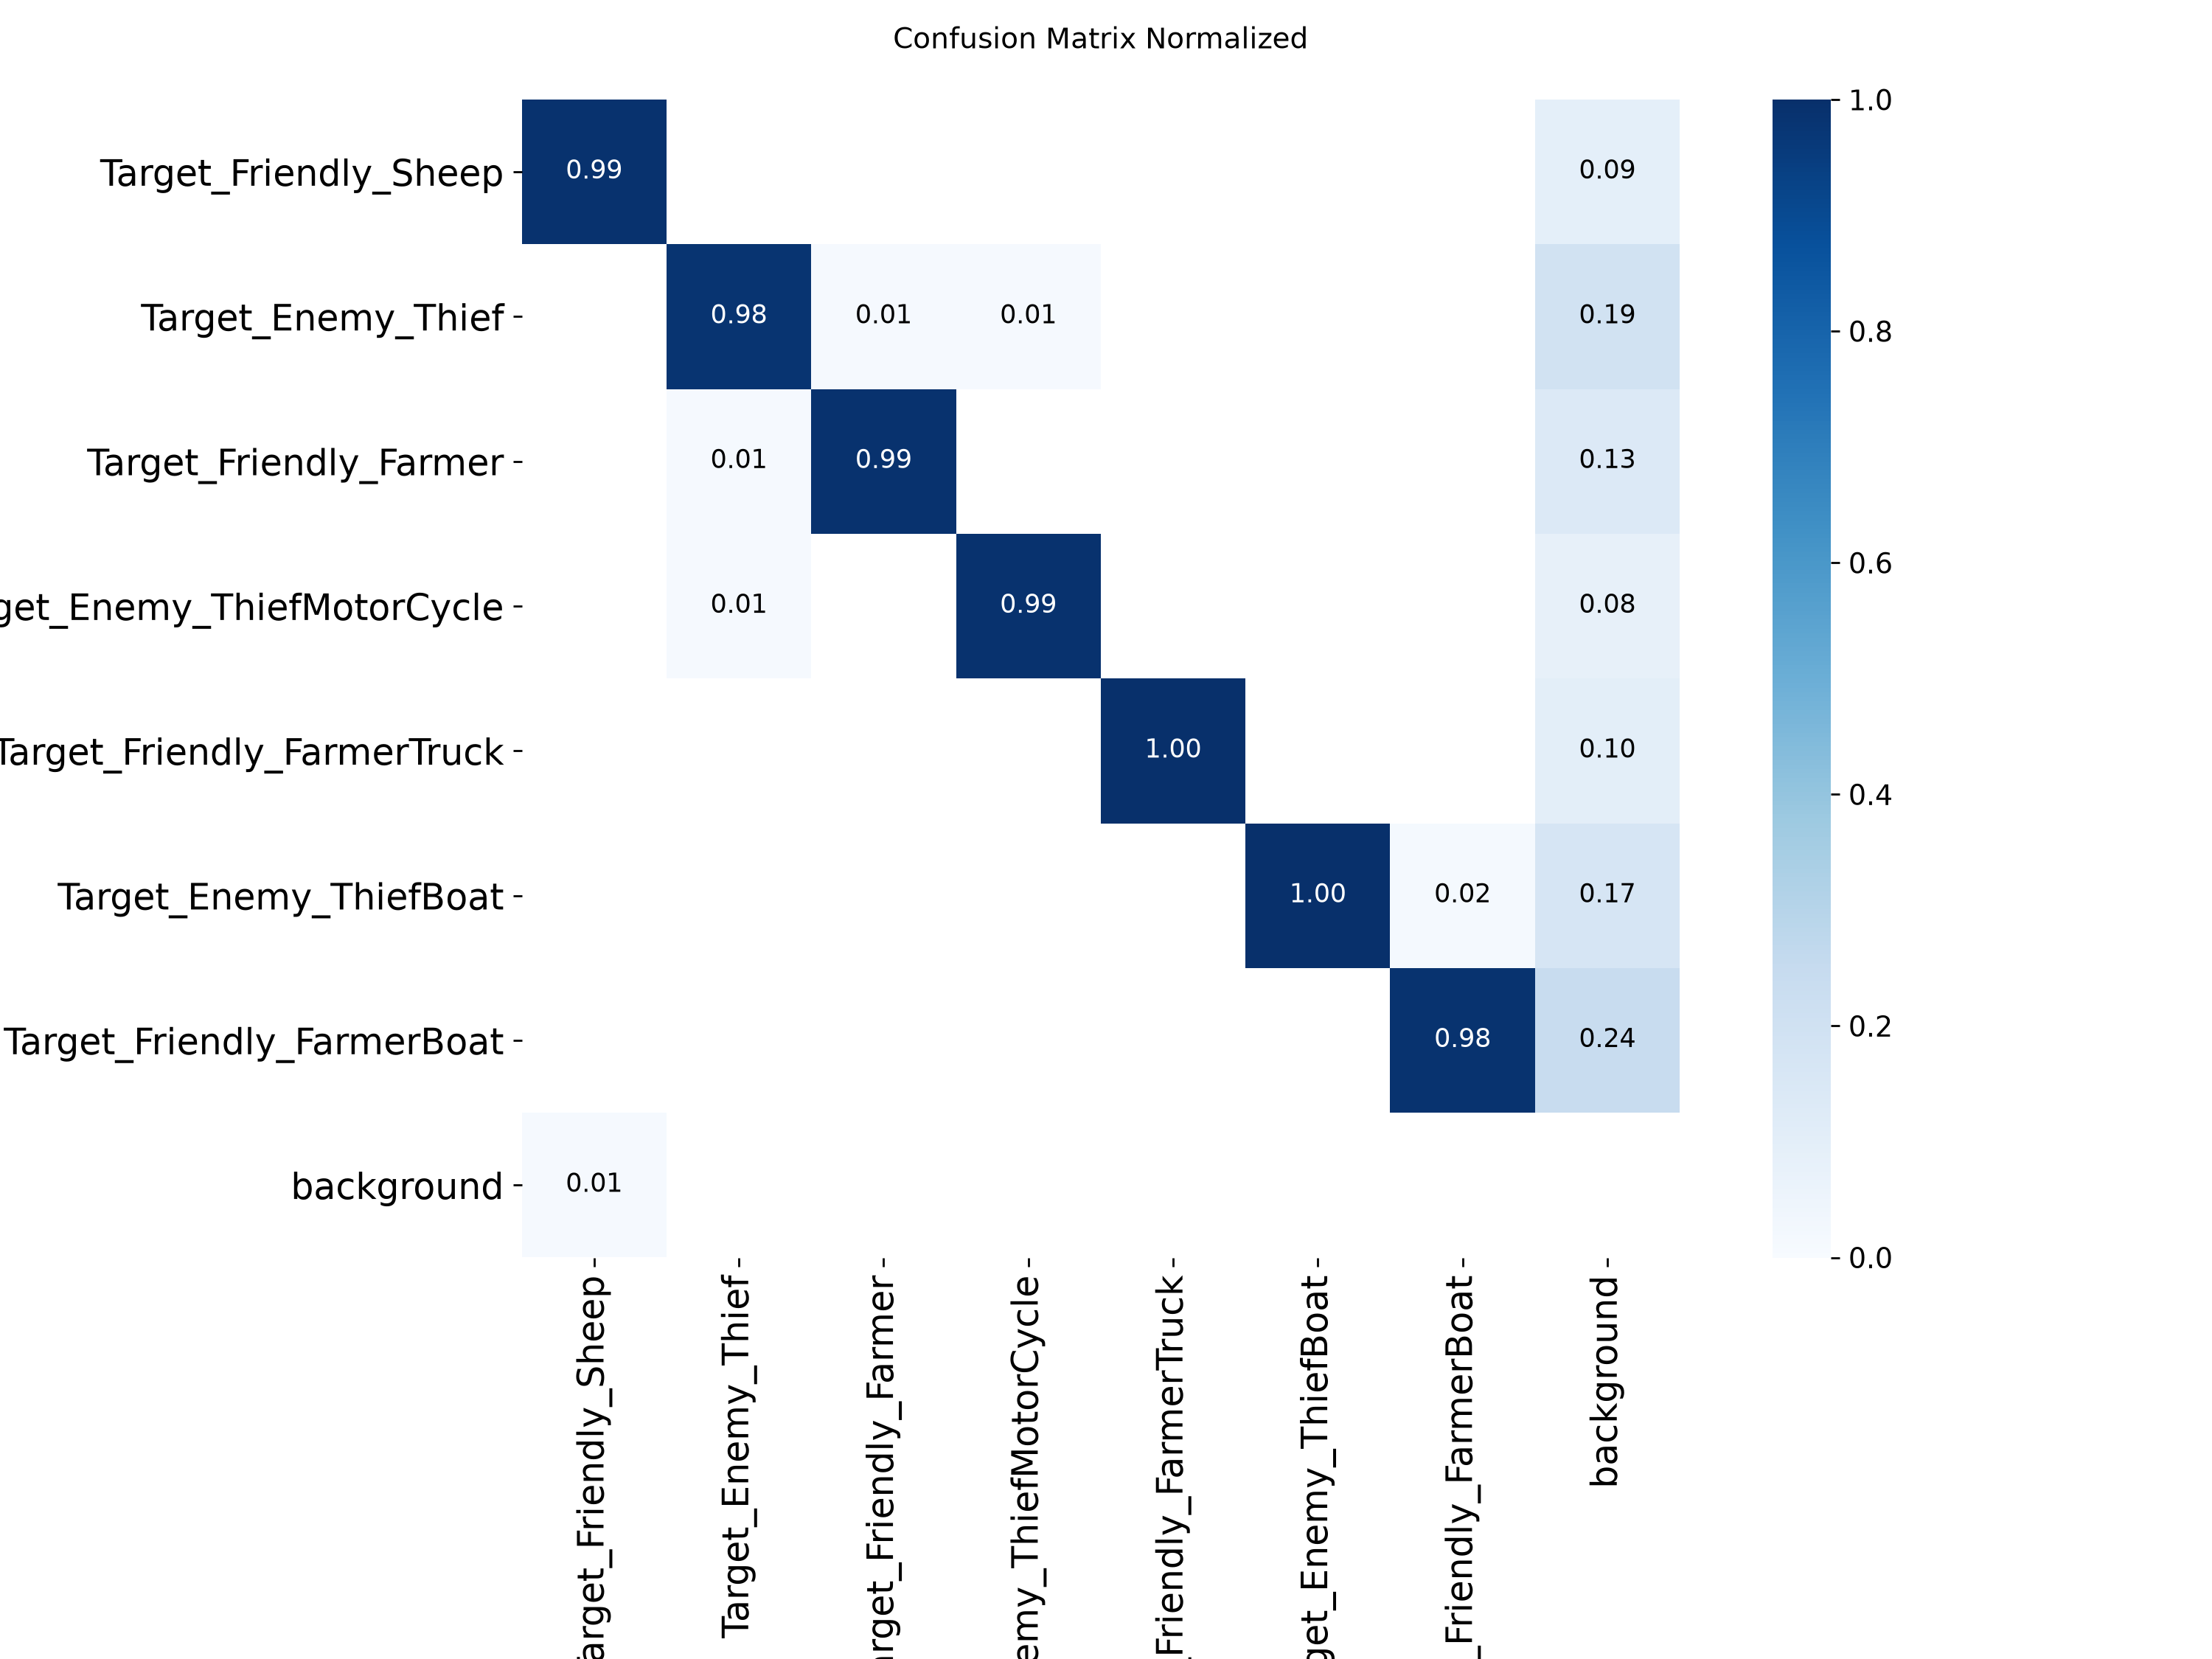 Confusion Matrix Normalized
Target_Friendly_Sheep 0.99 0.09
Target_Enemy_Thief 0.98 0.01 0.01 0.19
Target_Friendly_Farmer 0.01 0.99 0.13
get_Enemy_ThiefMotorCycle 0.01 0.99 0.08
Target_Friendly_FarmerTruck 1.00 0.10
Target_Enemy_ThiefBoat 1.00 0.02 0.17
Target_Friendly_FarmerBoat 0.98 0.24
background 0.01
Target_Friendly_Sheep
Target_Enemy_Thief
arget_Friendly_Farmer
emy_ThiefMotorCycle
_Friendly_FarmerTruck
get_Enemy_ThiefBoat
_Friendly_FarmerBoat
background
1.0
0.8
0.6
0.4
0.2
0.0